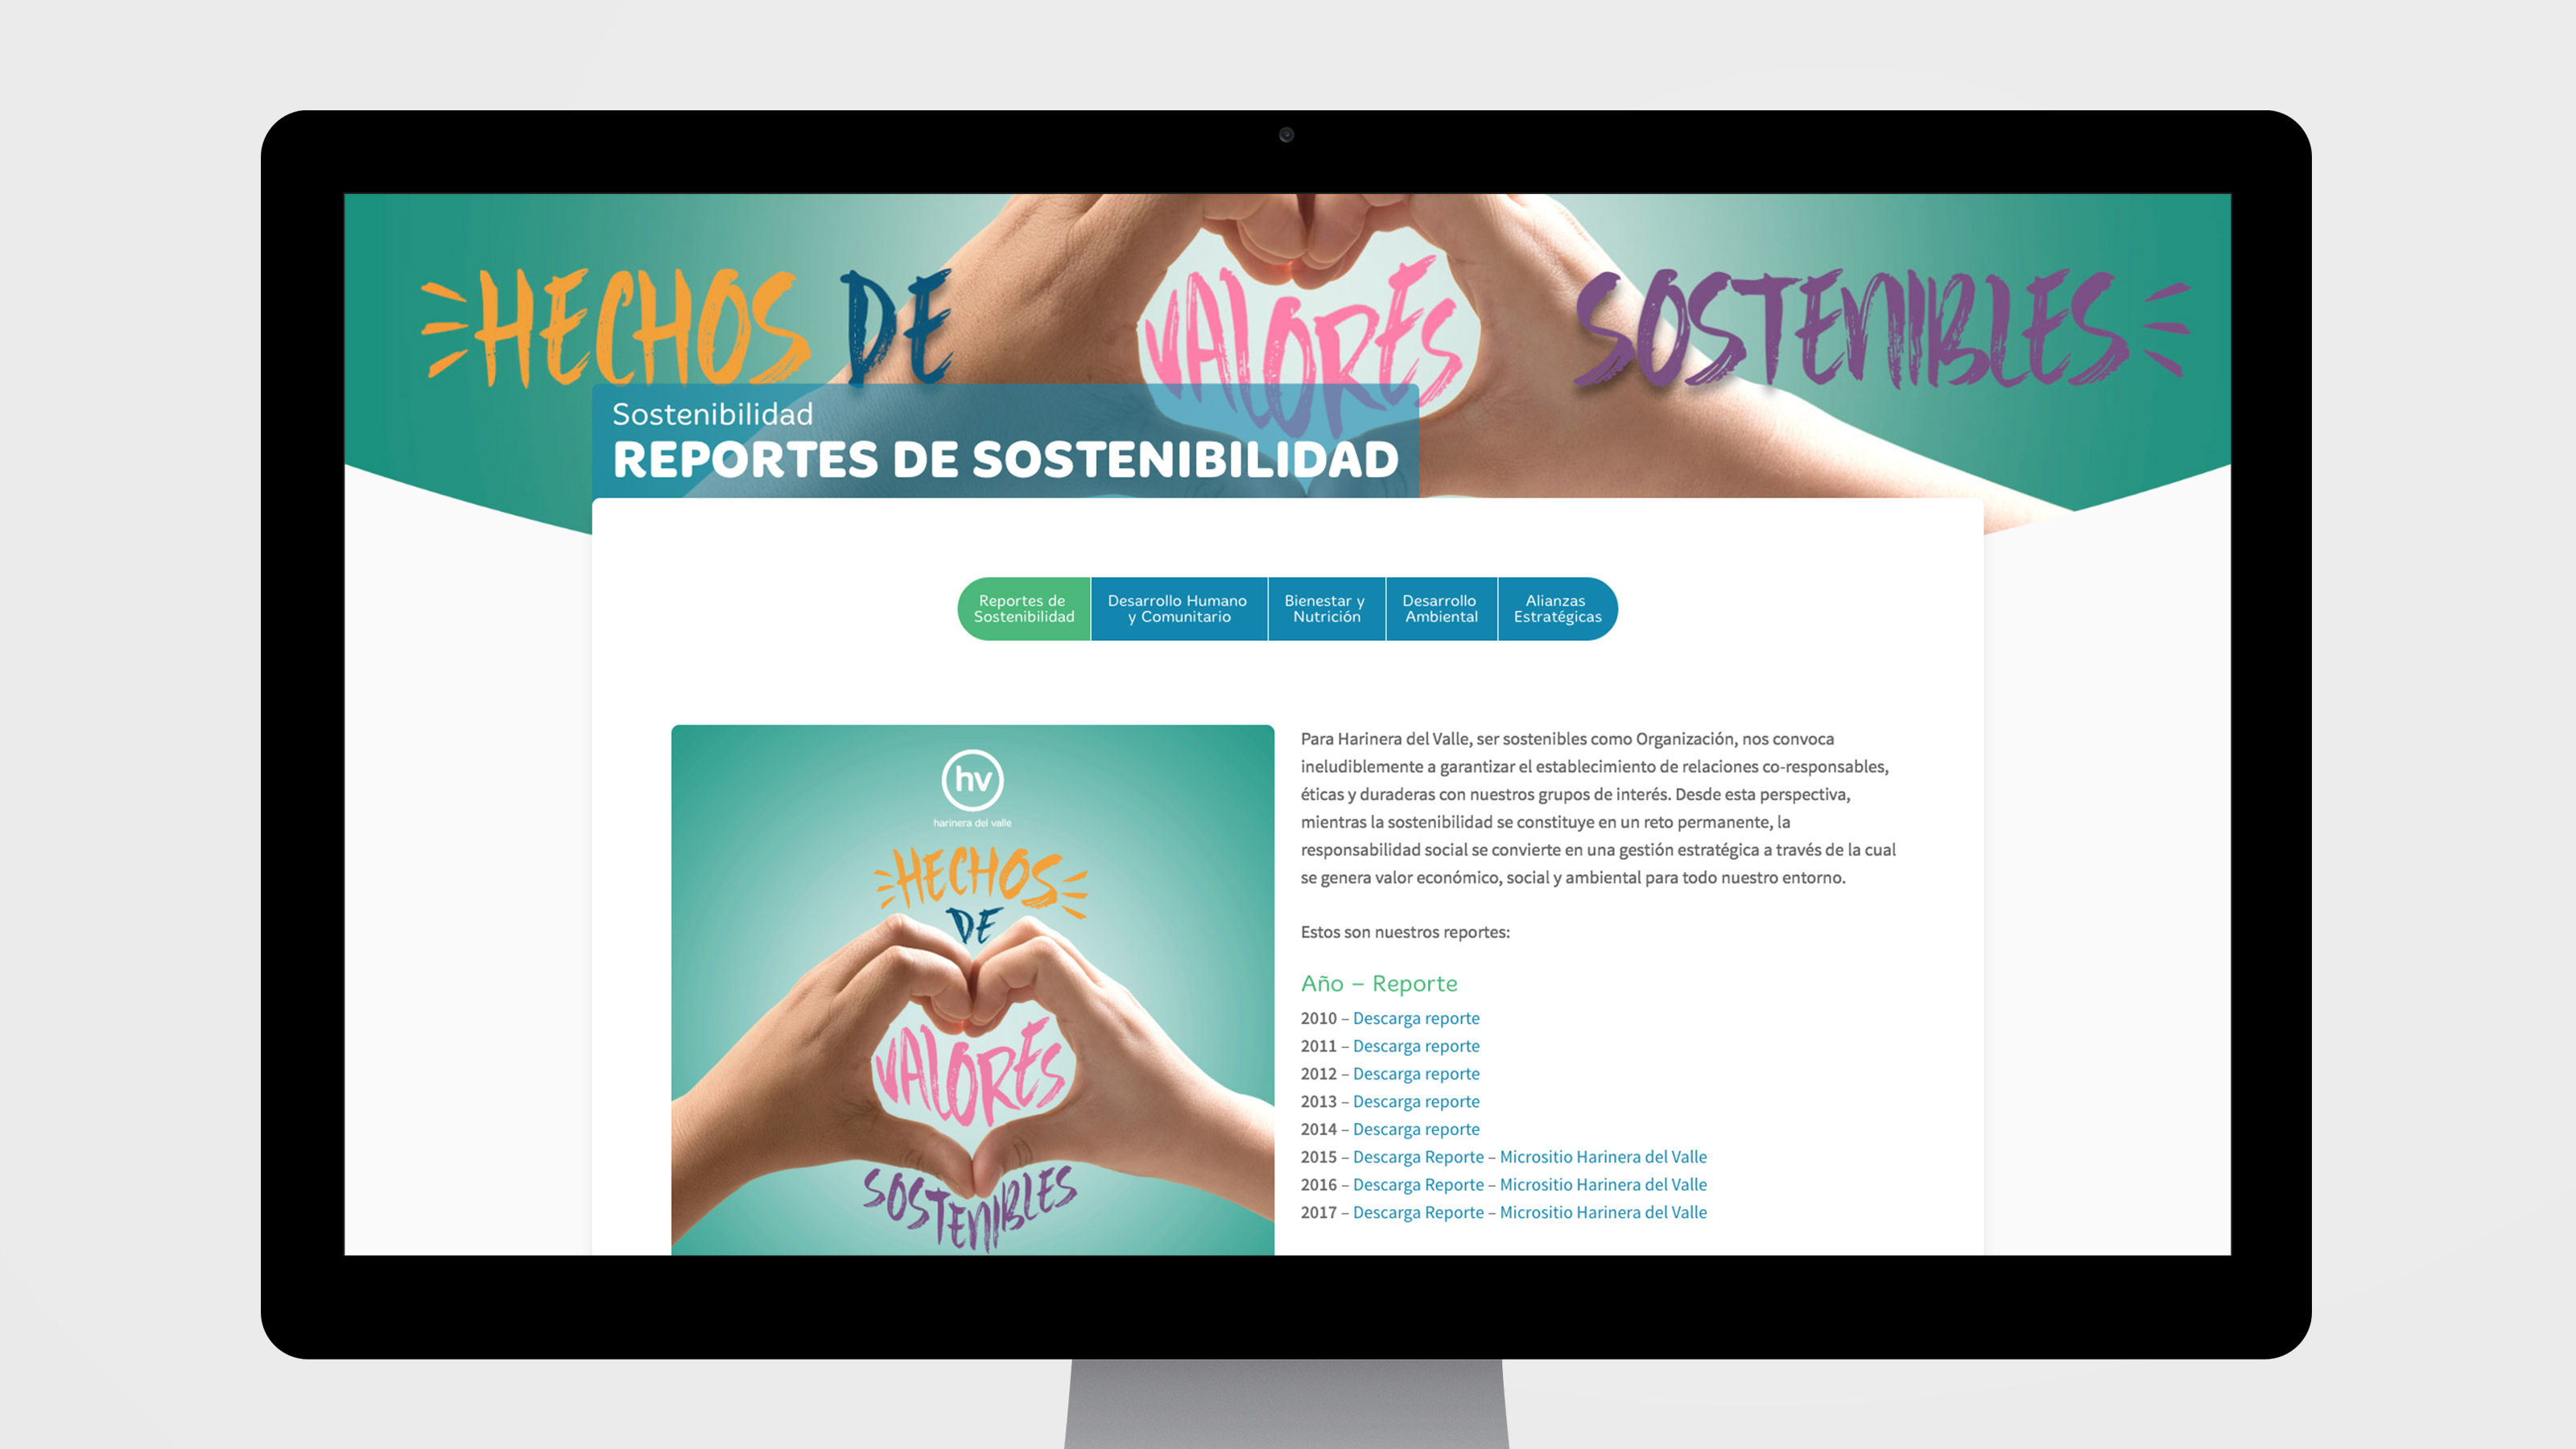 HECHOS DE VALORES SOSTENIBLES
Sostenibilidad
REPORTES DE SOSTENIBILIDAD
Reportes de
Sostenibilidad
Desarrollo Humano
y Comunitario
Bienestar y
Nutrición
Desarrollo
Ambiental
Alianzas
Estratégicas
hv
harinera del valle
HECHOS
DE
VALORES
SOSTENIBLES
Para Harinera del Valle, ser sostenibles como Organización, nos convoca
ineludiblemente a garantizar el establecimiento de relaciones co-responsables,
éticas y duraderas con nuestros grupos de interés. Desde esta perspectiva,
mientras la sostenibilidad se constituye en un reto permanente, la
responsabilidad social se convierte en una gestión estratégica a través de la cual
se genera valor económico, social y ambiental para todo nuestro entorno.
Estos son nuestros reportes:
Año – Reporte
2010 – Descarga reporte
2011 – Descarga reporte
2012 – Descarga reporte
2013 – Descarga reporte
2014 – Descarga reporte
2015 – Descarga Reporte – Micrositio Harinera del Valle
2016 – Descarga Reporte – Micrositio Harinera del Valle
2017 – Descarga Reporte – Micrositio Harinera del Valle